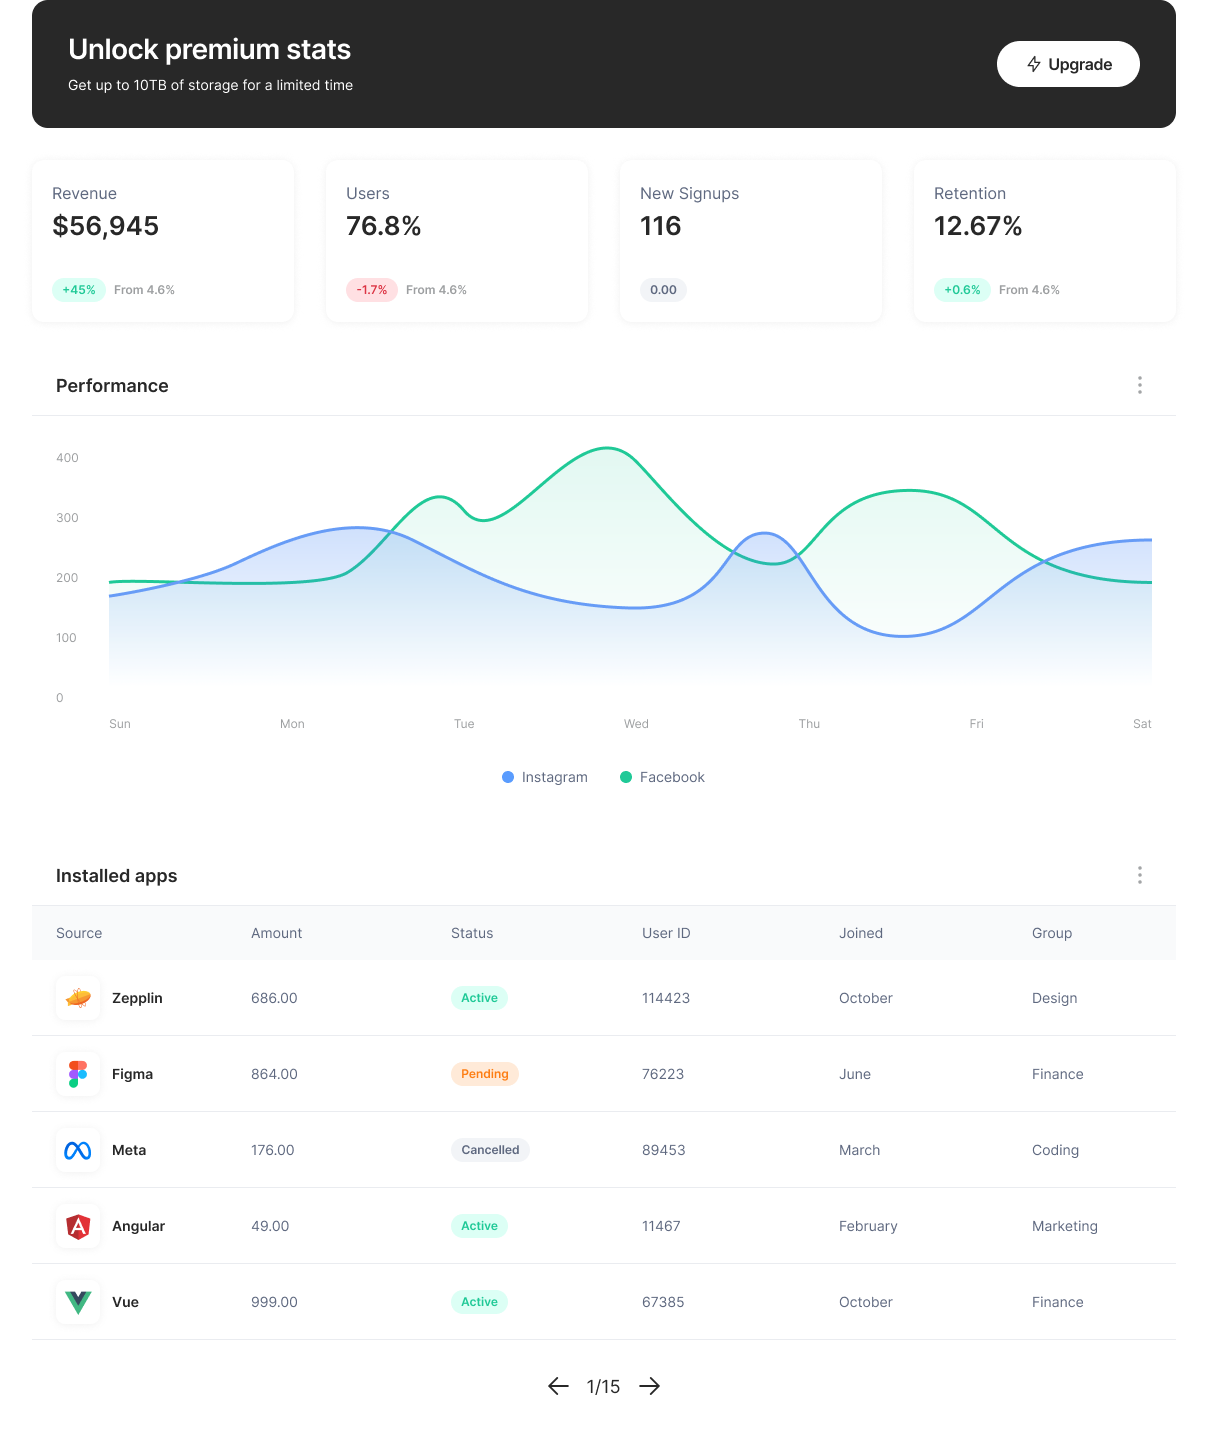 Unlock premium stats
Get up to 10TB of storage for a limited time
Upgrade
Revenue
$56,945
+45% From 4.6%
Users
76.8%
-1.7% From 4.6%
New Signups
116
0.00
Retention
12.67%
+0.6% From 4.6%
Performance
400
300
200
100
0
Sun Mon Tue Wed Thu Fri Sat
Instagram Facebook
Installed apps
Source Amount Status User ID Joined Group
Zepplin 686.00 Active 114423 October Design
Figma 864.00 Pending 76223 June Finance
Meta 176.00 Cancelled 89453 March Coding
Angular 49.00 Active 11467 February Marketing
Vue 999.00 Active 67385 October Finance
1/15